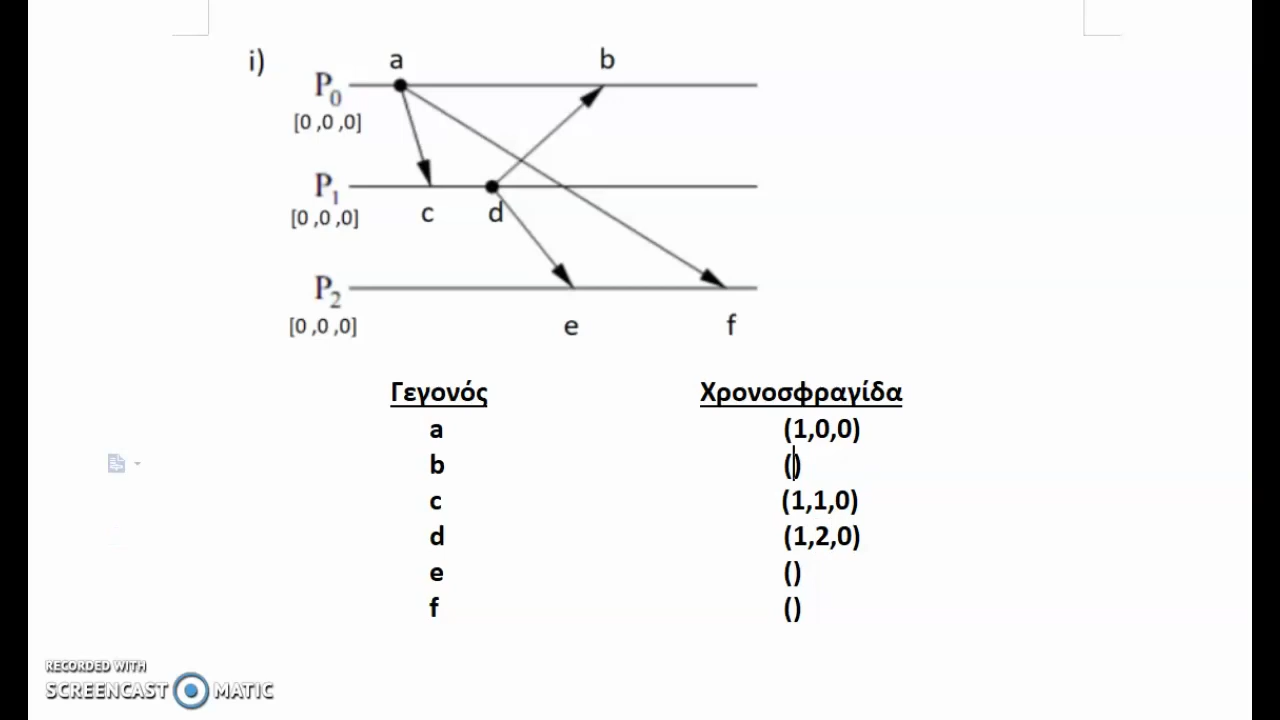 i) a b
P0
[0 ,0 ,0]
P1
[0 ,0 ,0] c d
P2
[0 ,0 ,0] e f
Γεγονός Χρονοσφραγίδα
a (1,0,0)
b ()
c (1,1,0)
d (1,2,0)
e ()
f ()
RECORDED WITH
SCREENCAST MATIC